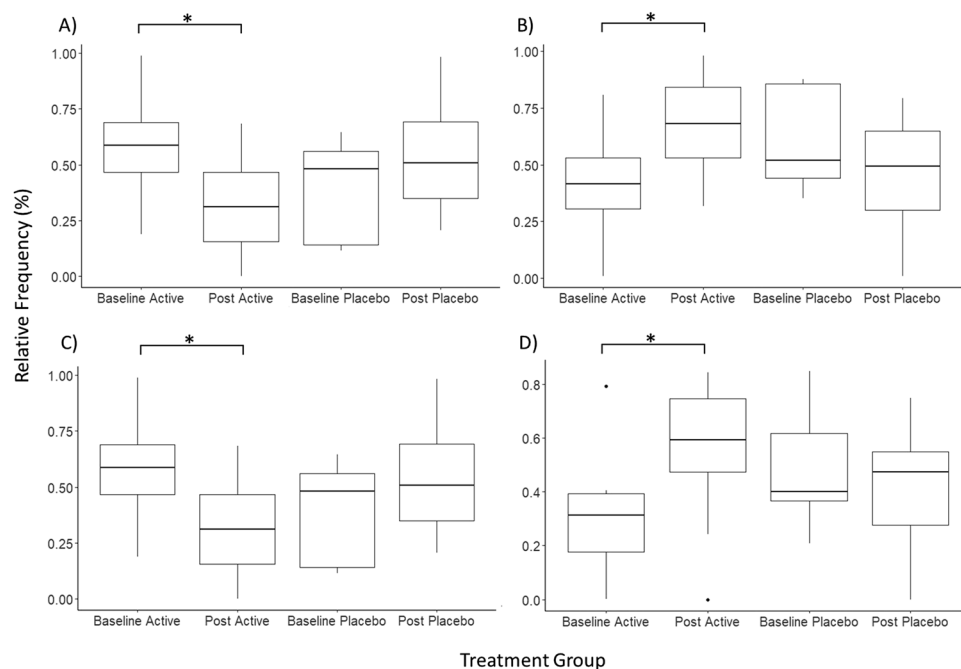 A)
*
1.00
0.75
0.50
0.25
0.00
Baseline Active Post Active Baseline Placebo Post Placebo
B)
*
1.00
0.75
0.50
0.25
0.00
Baseline Active Post Active Baseline Placebo Post Placebo
Relative Frequency (%)
C)
*
1.00
0.75
0.50
0.25
0.00
Baseline Active Post Active Baseline Placebo Post Placebo
D)
*
0.8
0.6
0.4
0.2
0.0
Baseline Active Post Active Baseline Placebo Post Placebo
Treatment Group